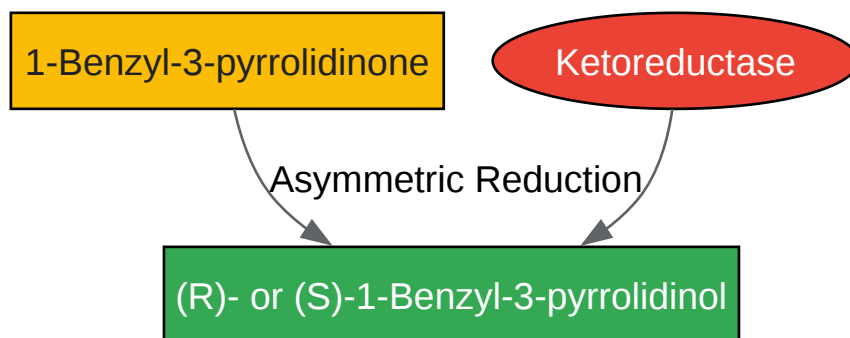 1-Benzyl-3-pyrrolidinone
Ketoreductase
Asymmetric Reduction
(R)- or (S)-1-Benzyl-3-pyrrolidinol